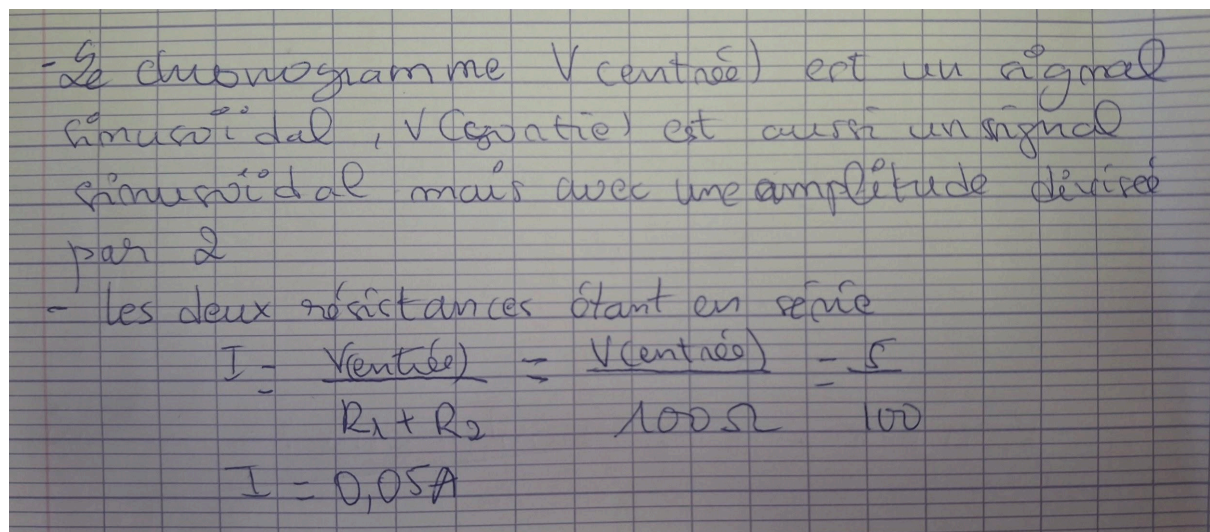 - Le chronogramme V(entrée) est un signal
sinusoïdal, V(sortie) est aussi un signal
sinusoïdal mais avec une amplitude divisée
par 2
- les deux résistances étant en série
I = V(entrée) / R1 + R2 = V(entrée) / 100 Ω = 5 / 100
I = 0,05A